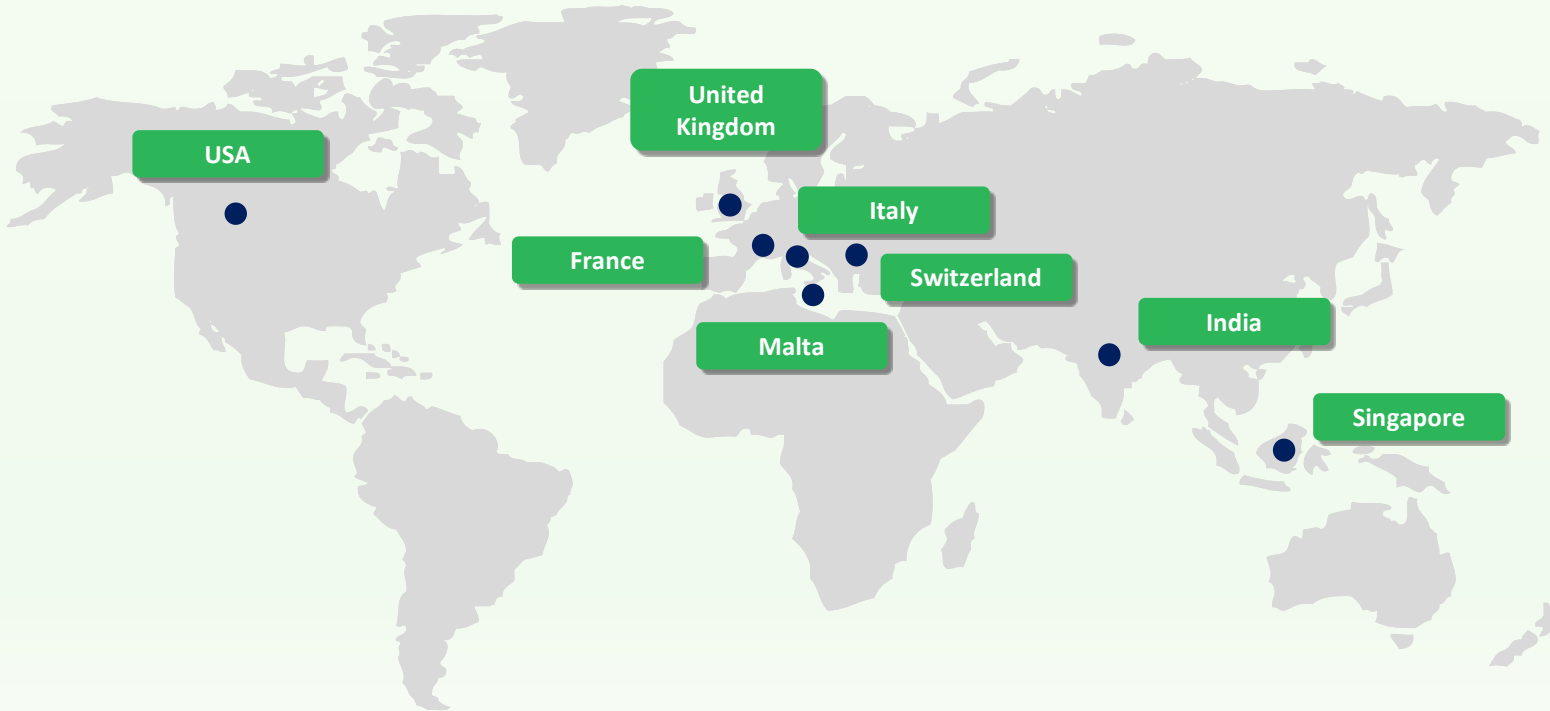 United
Kingdom
USA
Italy
France
Switzerland
India
Malta
Singapore